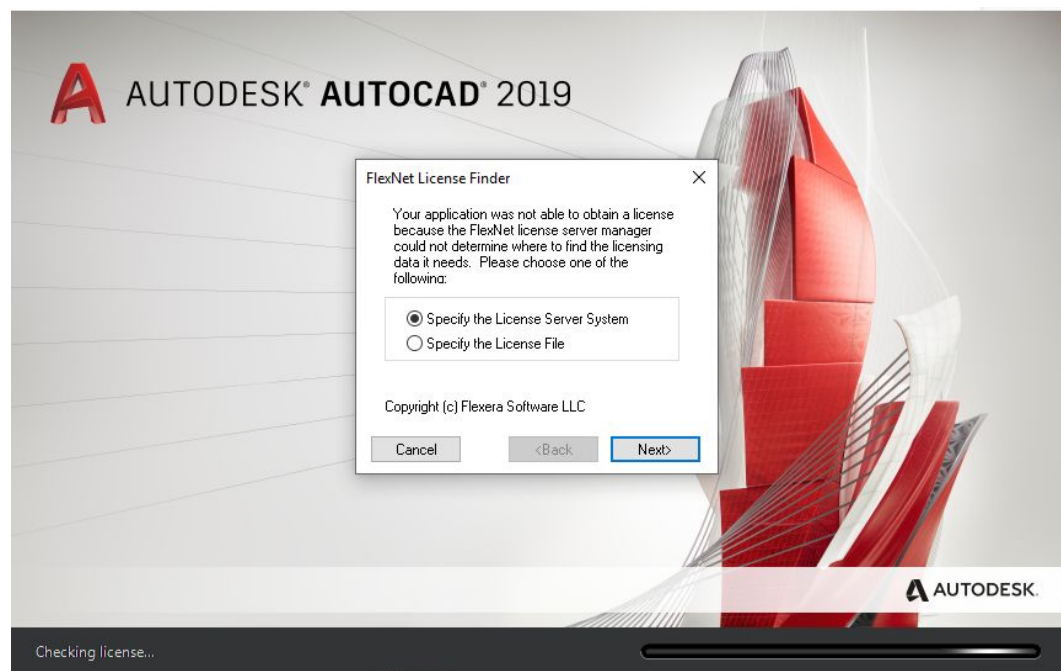 AUTODESK® AUTOCAD® 2019
FlexNet License Finder
Your application was not able to obtain a license
because the FlexNet license server manager
could not determine where to find the licensing
data it needs. Please choose one of the
following:
Specify the License Server System
Specify the License File
Copyright (c) Flexera Software LLC
Cancel <Back Next>
AUTODESK.
Checking license...